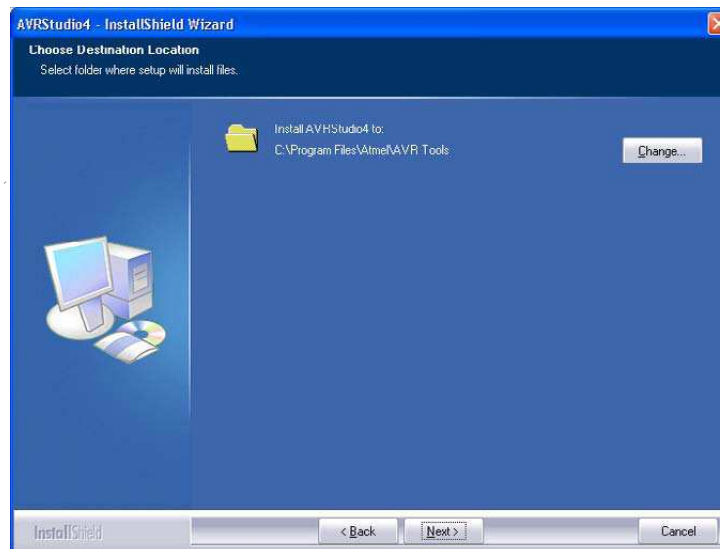 AVRStudio4 - InstallShield Wizard
Choose Destination Location
Select folder where setup will install files.
Install AVRStudio4 to:
C:\Program Files\Atmel\AVR Tools
Change...
InstallShield
< Back
Next >
Cancel